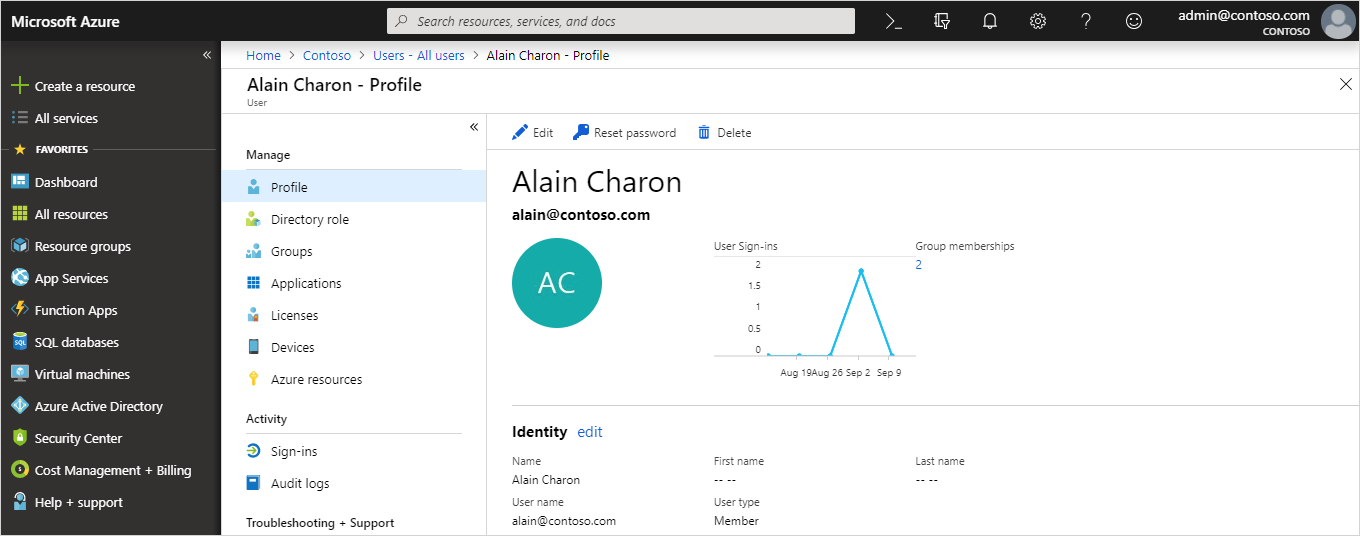 Microsoft Azure
Search resources, services, and docs
admin@contoso.com
CONTOSO
Create a resource
All services
FAVORITES
Dashboard
All resources
Resource groups
App Services
Function Apps
SQL databases
Virtual machines
Azure Active Directory
Security Center
Cost Management + Billing
Help + support
Home > Contoso > Users - All users > Alain Charon - Profile
Alain Charon - Profile
User
Manage
Profile
Directory role
Groups
Applications
Licenses
Devices
Azure resources
Activity
Sign-ins
Audit logs
Troubleshooting + Support
Edit Reset password Delete
Alain Charon
alain@contoso.com
AC
User Sign-ins
2
1.5
1
0.5
0
Aug 19 Aug 26 Sep 2 Sep 9
Group memberships
2
Identity edit
Name First name Last name
Alain Charon -- -- -- --
User name User type
alain@contoso.com Member